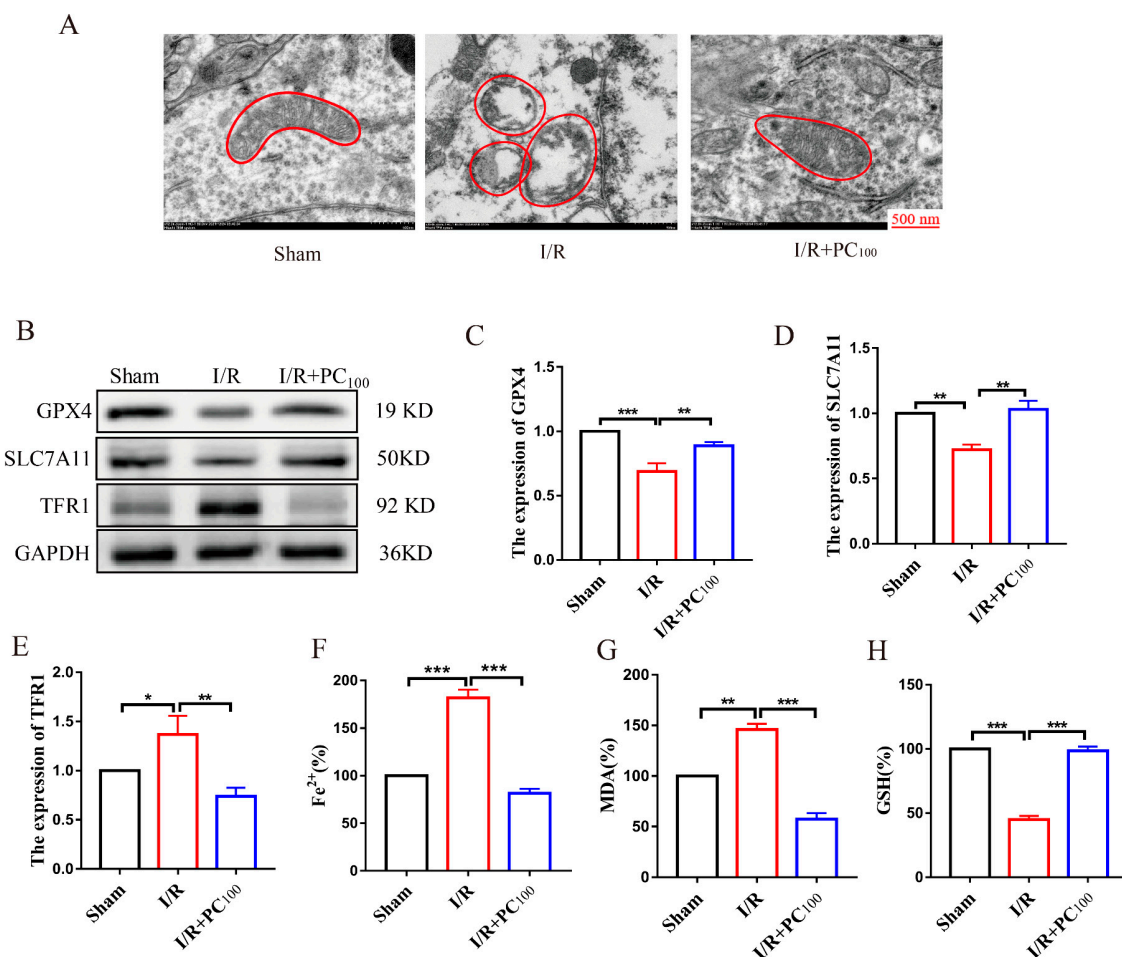 A
500 nm
Sham
I/R
I/R+PC100
B
Sham I/R I/R+PC100
GPX4 19 KD
SLC7A11 50KD
TFR1 92 KD
GAPDH 36KD
C
The expression of GPX4
1.5
1.0
0.5
0.0
***
**
Sham
I/R
I/R+PC100
D
The expression of SLC7A11
1.5
1.0
0.5
0.0
**
**
Sham
I/R
I/R+PC100
E
The expression of TFR1
2.0
1.5
1.0
0.5
0.0
*
**
Sham
I/R
I/R+PC100
F
Fe2+(%)
200
150
100
50
0
***
***
Sham
I/R
I/R+PC100
G
MDA(%)
200
150
100
50
0
**
***
Sham
I/R
I/R+PC100
H
GSH(%)
150
100
50
0
***
***
Sham
I/R
I/R+PC100